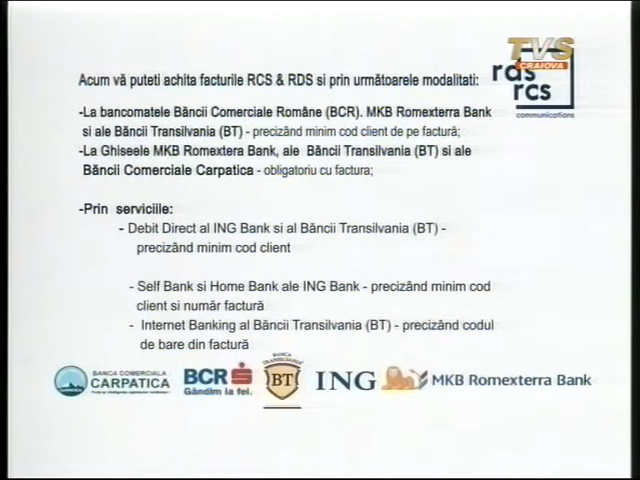 TVS
CRAIOVA
rds
rcs
communications
Acum vă puteti achita facturile RCS & RDS si prin următoarele modalitati:
-La bancomatele Băncii Comerciale Române (BCR). MKB Romexterra Bank
si ale Băncii Transilvania (BT) - precizând minim cod client de pe factură;
-La Ghiseele MKB Romextera Bank, ale Băncii Transilvania (BT) si ale
Băncii Comerciale Carpatica - obligatoriu cu factura;
-Prin serviciile:
- Debit Direct al ING Bank si al Băncii Transilvania (BT) -
precizând minim cod client
- Self Bank si Home Bank ale ING Bank - precizând minim cod
client si număr factură
- Internet Banking al Băncii Transilvania (BT) - precizând codul
de bare din factură
BANCA COMERCIALA
CARPATICA
BCR
Gândim la fel.
BANCA
TRANSILVANIA
BT
ING
MKB Romexterra Bank